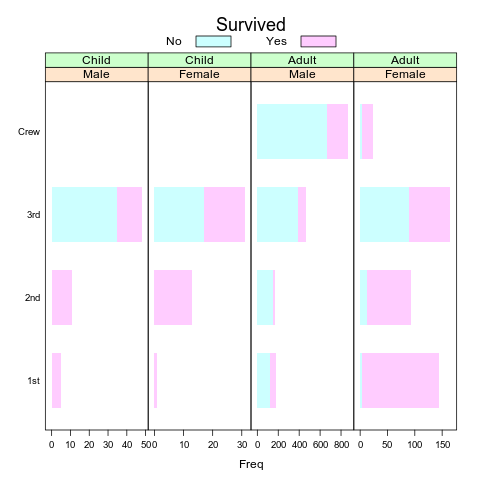 Survived
No Yes
Child Child Adult Adult
Male Female Male Female
Crew
3rd
2nd
1st
0 10 20 30 40 50 0 10 20 30 0 200 400 600 800 0 50 100 150
Freq